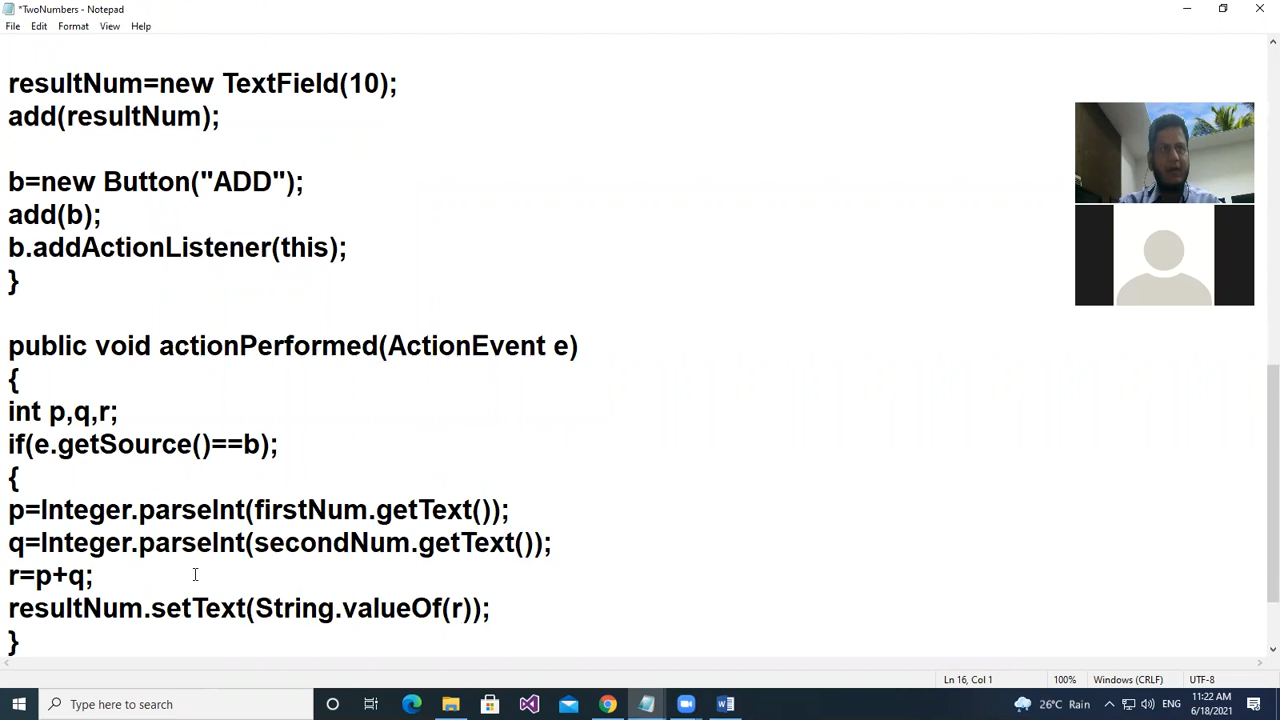 *TwoNumbers - Notepad
File Edit Format View Help
resultNum=new TextField(10);
add(resultNum);
b=new Button("ADD");
add(b);
b.addActionListener(this);
}
public void actionPerformed(ActionEvent e)
{
int p,q,r;
if(e.getSource()==b);
{
p=Integer.parseInt(firstNum.getText());
q=Integer.parseInt(secondNum.getText());
r=p+q;
resultNum.setText(String.valueOf(r));
}
Ln 16, Col 1 100% Windows (CRLF) UTF-8
Type here to search
26°C Rain ENG
11:22 AM
6/18/2021